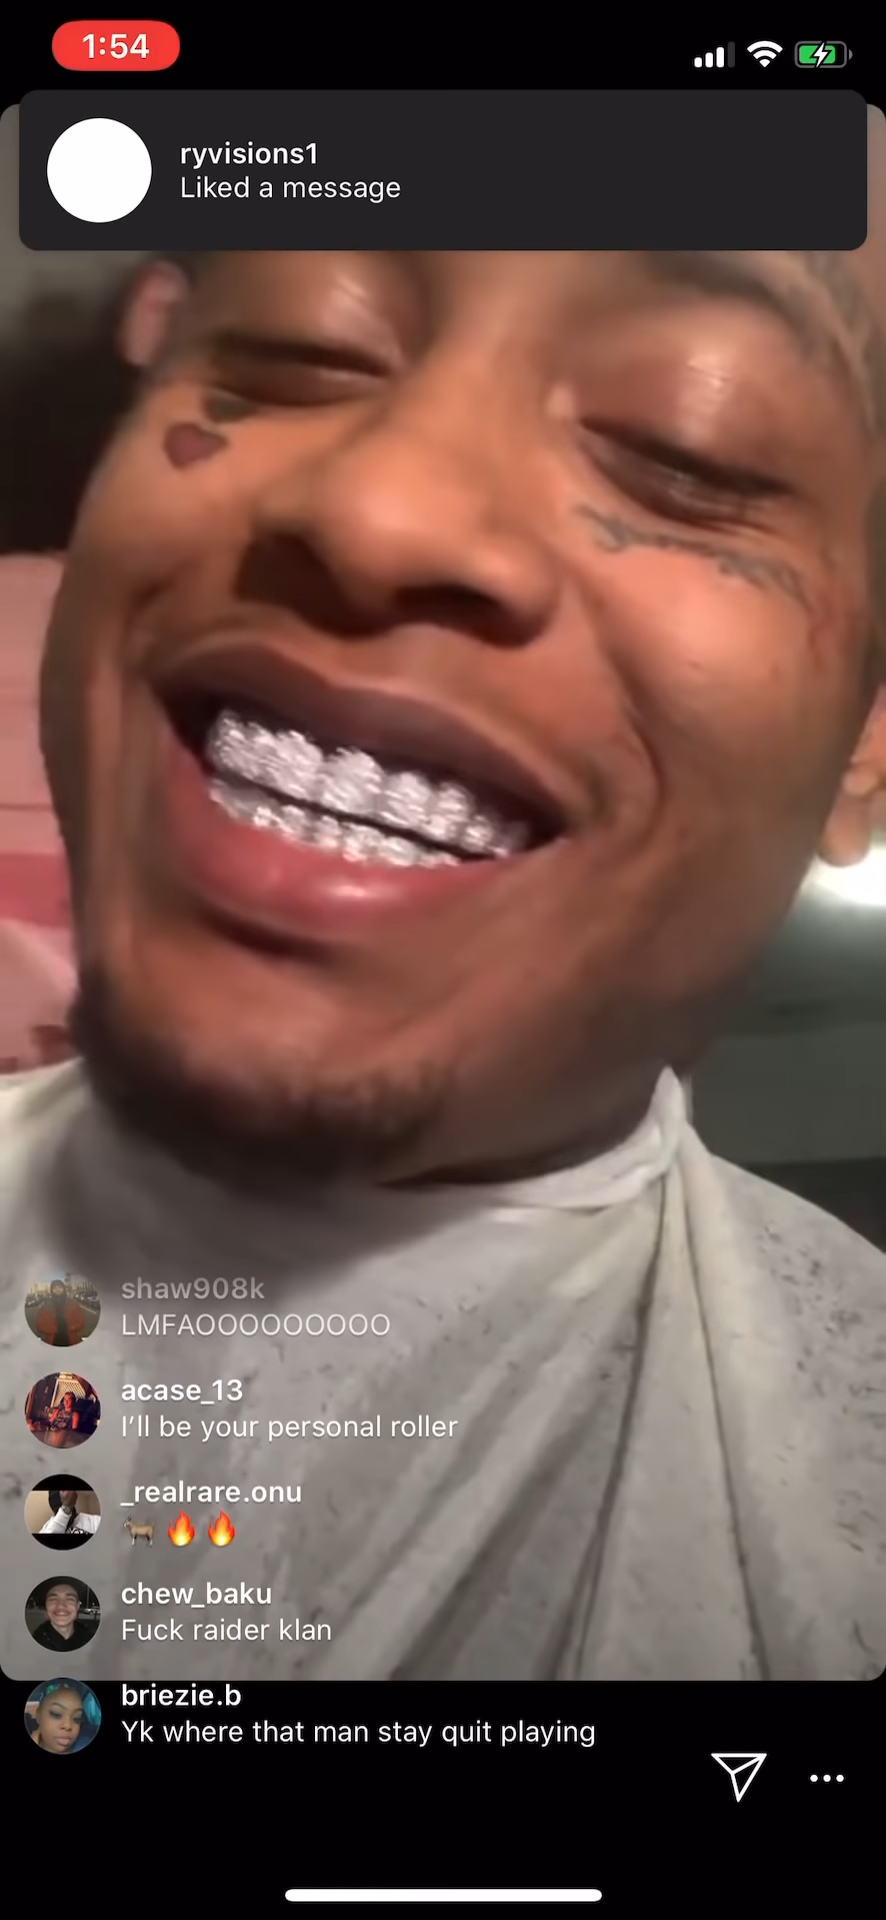 1:54
ryvisions1
Liked a message
shaw908k
LMFAOOOOOOOOO
acase_13
I’ll be your personal roller
_realrare.onu
🐐🔥🔥
chew_baku
Fuck raider klan
briezie.b
Yk where that man stay quit playing